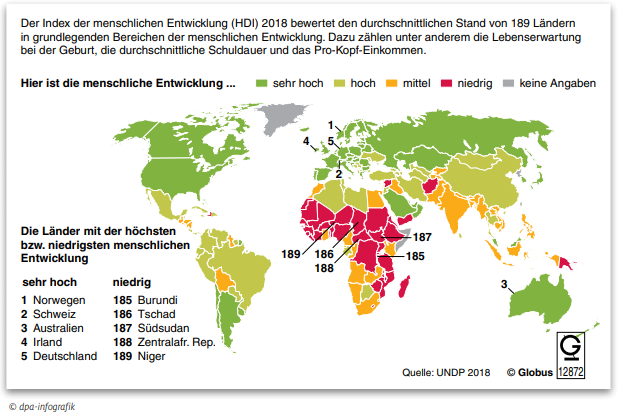 Der Index der menschlichen Entwicklung (HDI) 2018 bewertet den durchschnittlichen Stand von 189 Ländern
in grundlegenden Bereichen der menschlichen Entwicklung. Dazu zählen unter anderem die Lebenserwartung
bei der Geburt, die durchschnittliche Schuldauer und das Pro-Kopf-Einkommen.
Hier ist die menschliche Entwicklung ... sehr hoch hoch mittel niedrig keine Angaben
1
5
4
2
Die Länder mit der höchsten
bzw. niedrigsten menschlichen
Entwicklung
189 186 187
188 185
3
sehr hoch niedrig
1 Norwegen 185 Burundi
2 Schweiz 186 Tschad
3 Australien 187 Südsudan
4 Irland 188 Zentralafr. Rep.
5 Deutschland 189 Niger
G
Quelle: UNDP 2018 © Globus 12872
© dpa-infografik